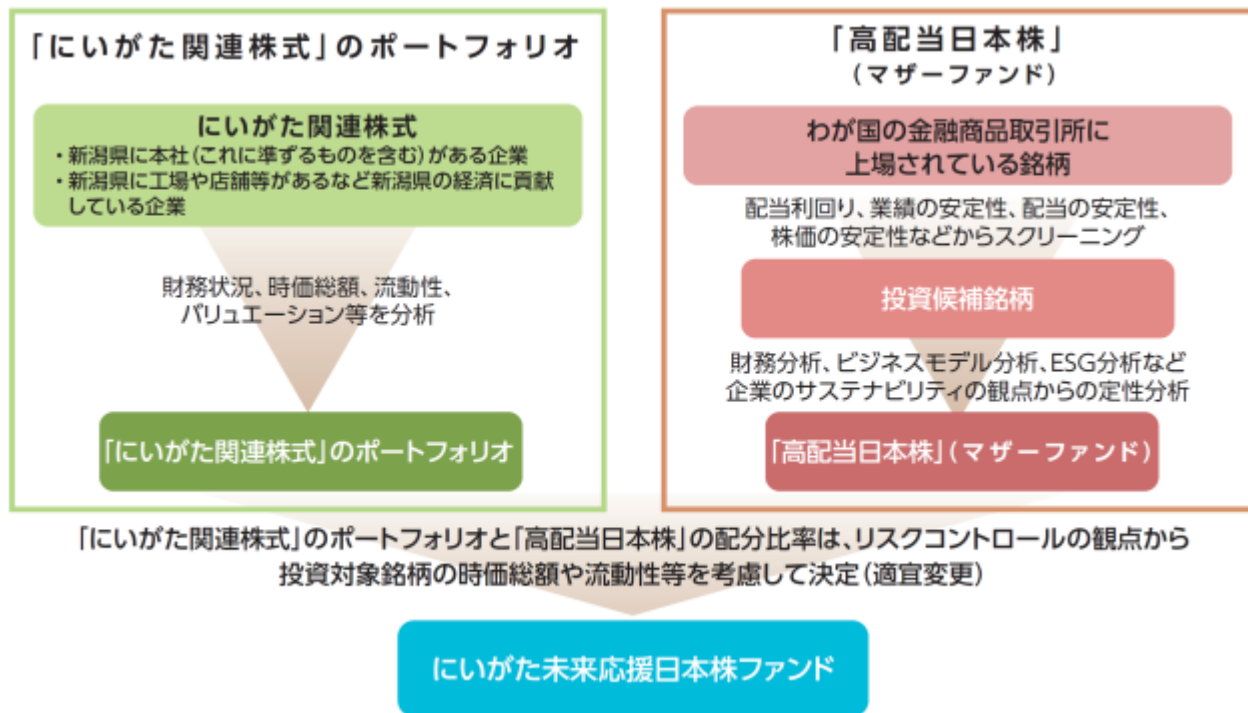 「にいがた関連株式」のポートフォリオ
にいがた関連株式
・新潟県に本社(これに準ずるものを含む)がある企業
・新潟県に工場や店舗等があるなど新潟県の経済に貢献
している企業
財務状況、時価総額、流動性、
バリュエーション等を分析
「にいがた関連株式」のポートフォリオ
「高配当日本株」
(マザーファンド)
わが国の金融商品取引所に
上場されている銘柄
配当利回り、業績の安定性、配当の安定性、
株価の安定性などからスクリーニング
投資候補銘柄
財務分析、ビジネスモデル分析、ESG分析など
企業のサステナビリティの観点からの定性分析
「高配当日本株」(マザーファンド)
「にいがた関連株式」のポートフォリオと「高配当日本株」の配分比率は、リスクコントロールの観点から
投資対象銘柄の時価総額や流動性等を考慮して決定(適宜変更)
にいがた未来応援日本株ファンド